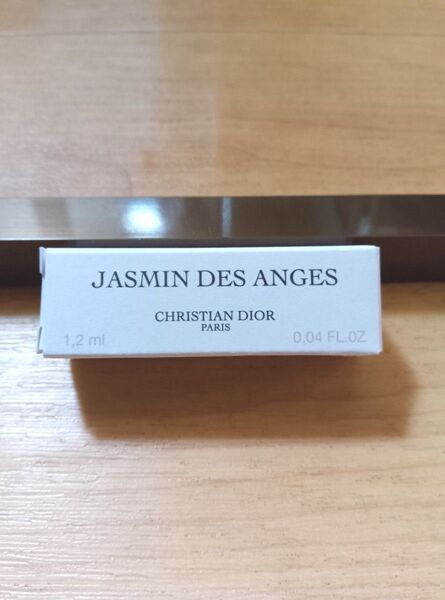 JASMIN DES ANGES
CHRISTIAN DIOR
PARIS
1,2 ml 0,04 FL.OZ